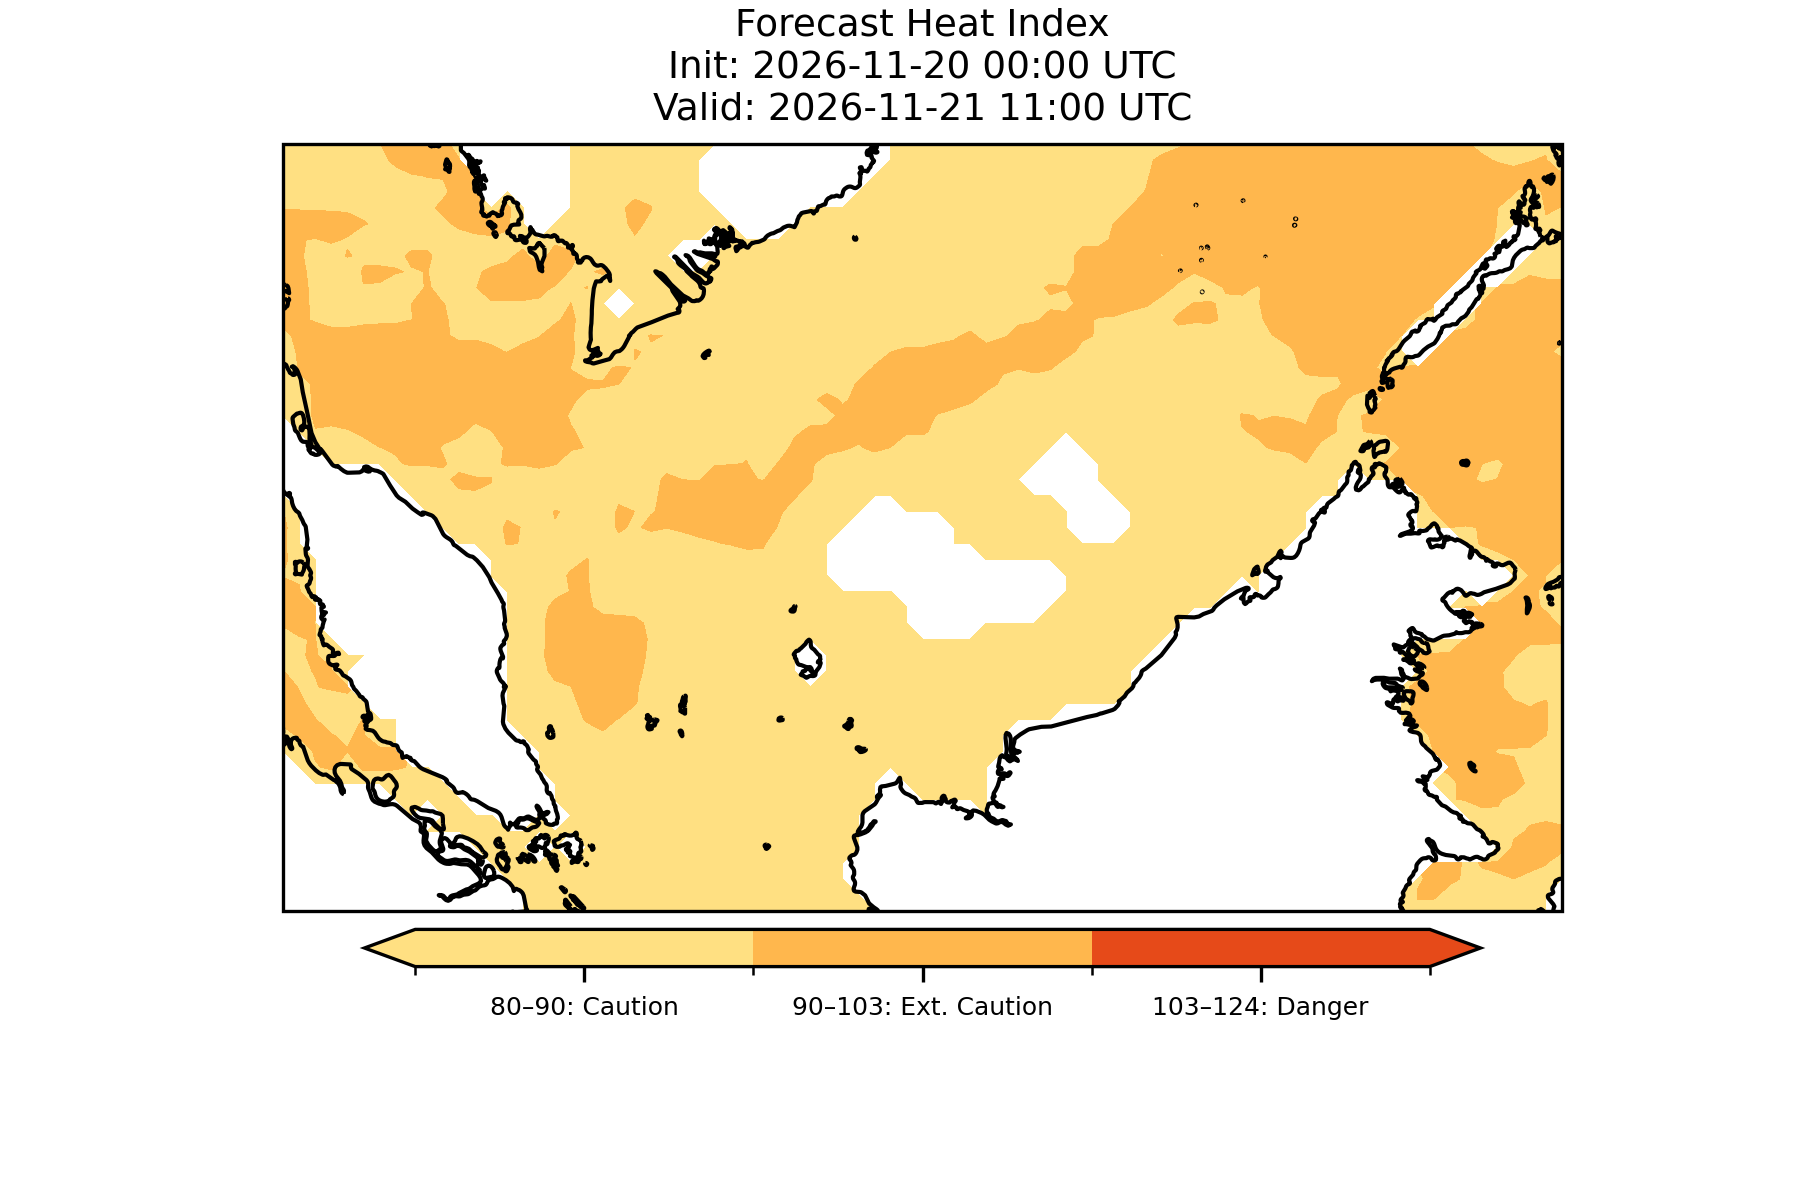 Forecast Heat Index
Init: 2026-11-20 00:00 UTC
Valid: 2026-11-21 11:00 UTC
80–90: Caution
90–103: Ext. Caution
103–124: Danger